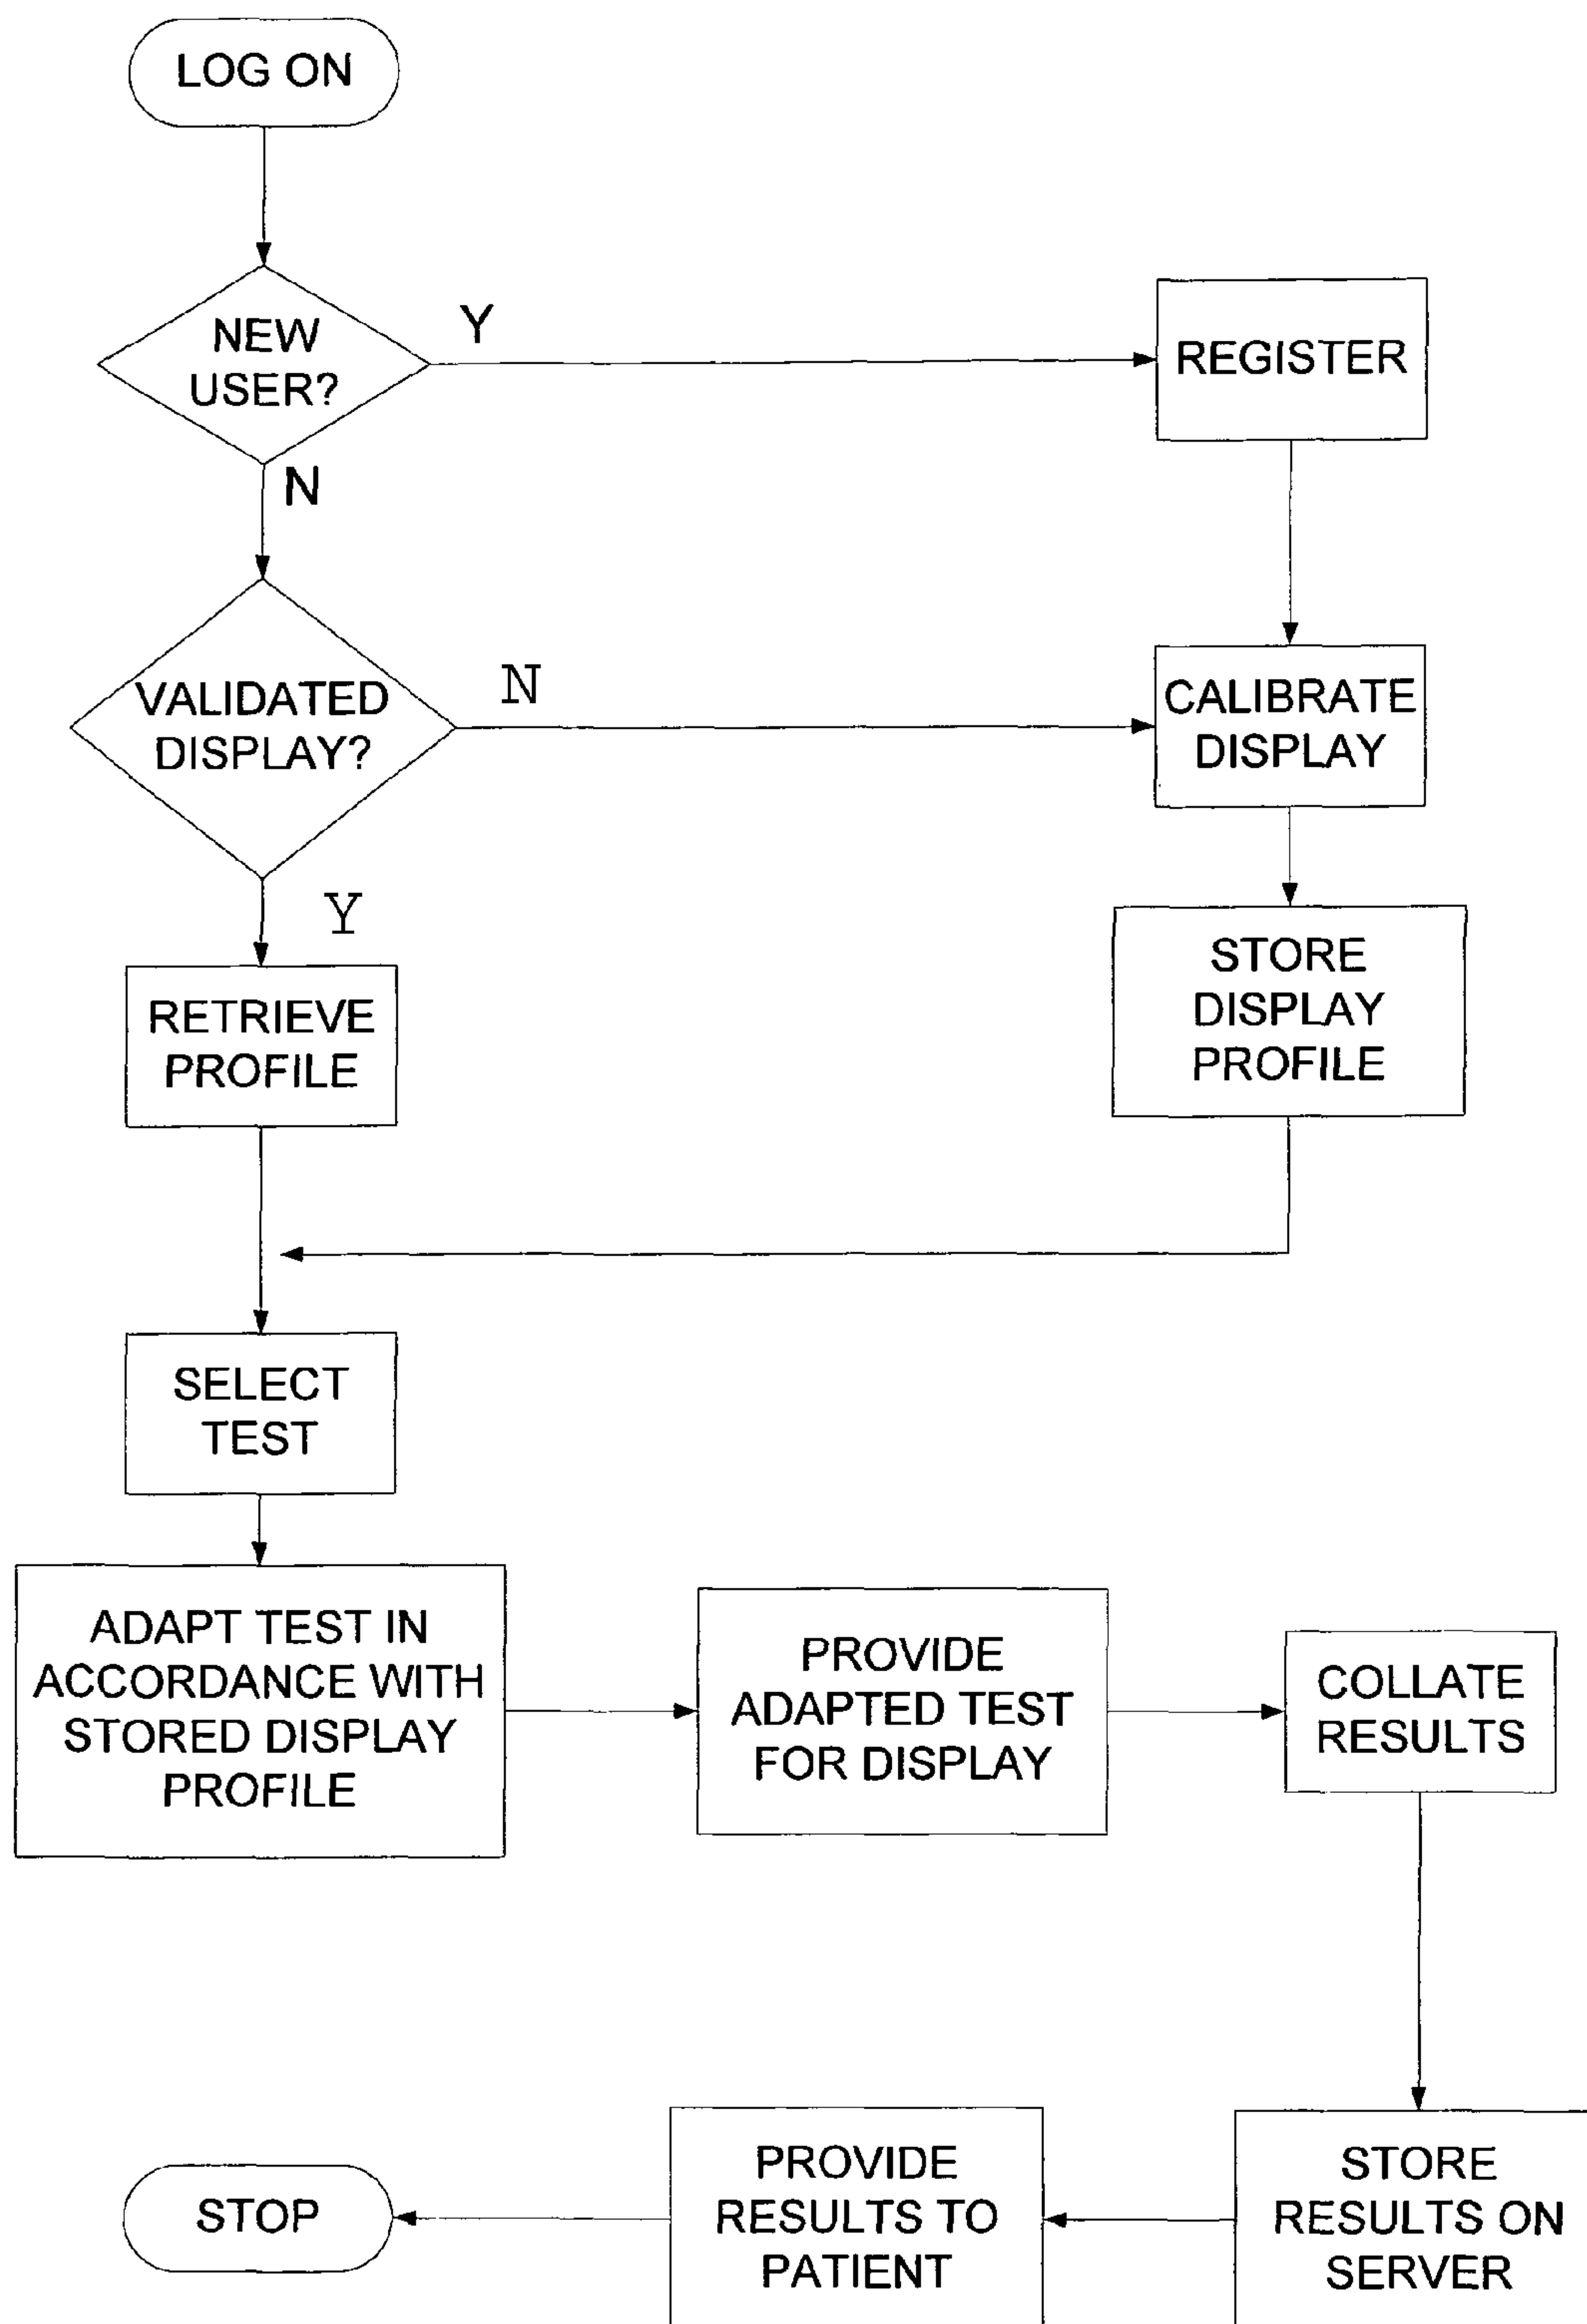 LOG ON
NEW
USER?
Y
REGISTER
N
VALIDATED
DISPLAY?
N
CALIBRATE
DISPLAY
Y
RETRIEVE
PROFILE
STORE
DISPLAY
PROFILE
SELECT
TEST
ADAPT TEST IN
ACCORDANCE WITH
STORED DISPLAY
PROFILE
PROVIDE
ADAPTED TEST
FOR DISPLAY
COLLATE
RESULTS
STORE
RESULTS ON
SERVER
PROVIDE
RESULTS TO
PATIENT
STOP